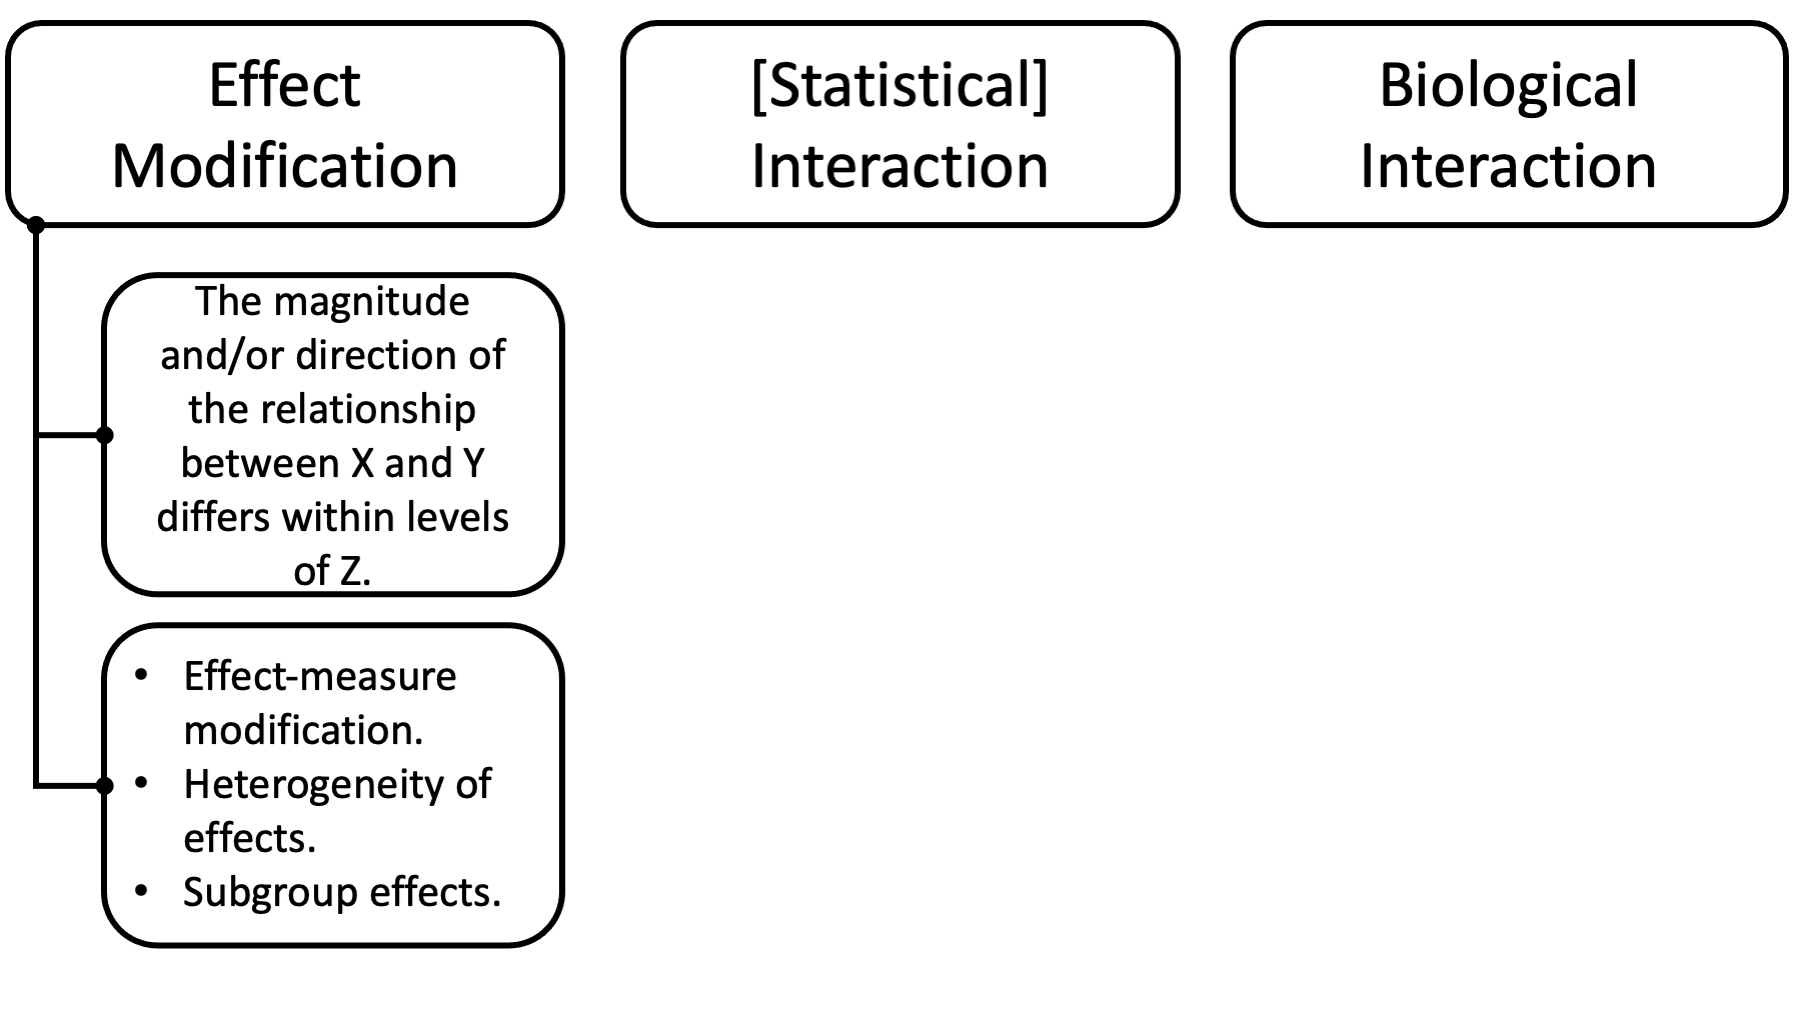 Effect
Modification
[Statistical]
Interaction
Biological
Interaction
The magnitude
and/or direction of
the relationship
between X and Y
differs within levels
of Z.
• Effect-measure
modification.
• Heterogeneity of
effects.
• Subgroup effects.